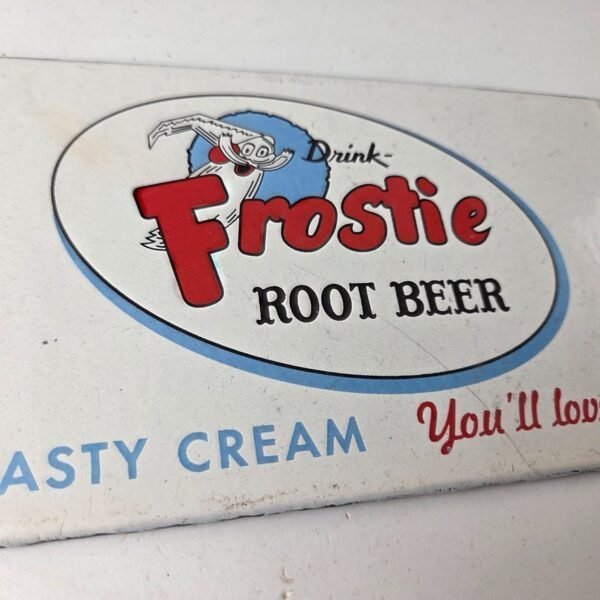 Drink-
Frostie
ROOT BEER
ASTY CREAM You'll lov